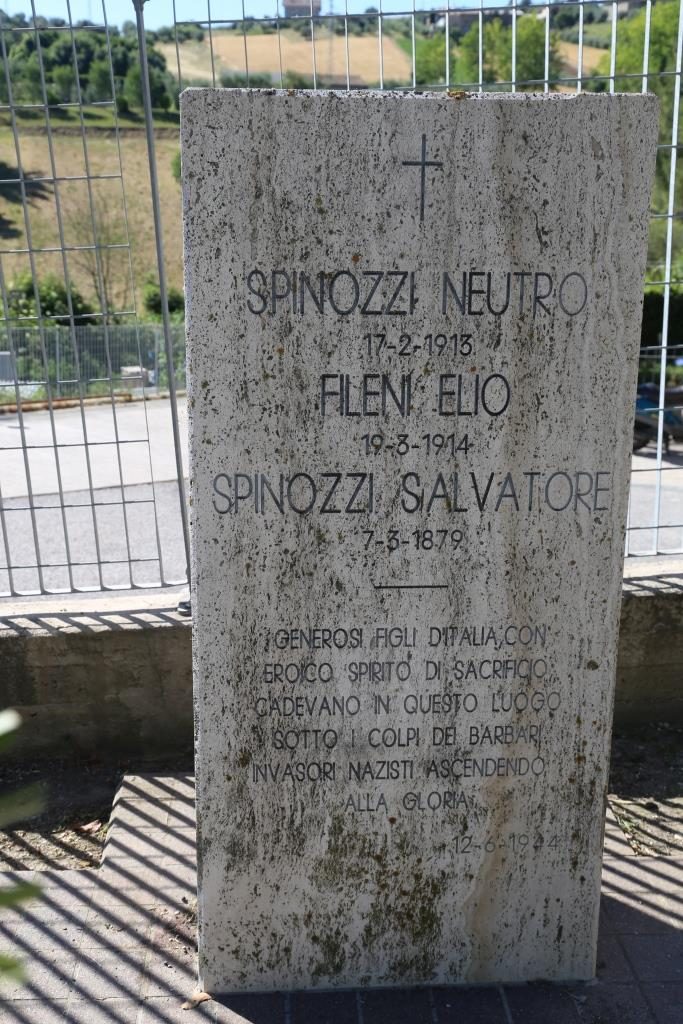 SPINOZZI NEUTRO
17-2-1913
FILENI ELIO
19-3-1914
SPINOZZI SALVATORE
7-3-1879
GENEROSI FIGLI D'ITALIA, CON
EROICO SPIRITO DI SACRIFICIO
CADEVANO IN QUESTO LUOGO
SOTTO I COLPI DEI BARBARI
INVASORI NAZISTI ASCENDENDO
ALLA GLORIA
12-6-1944